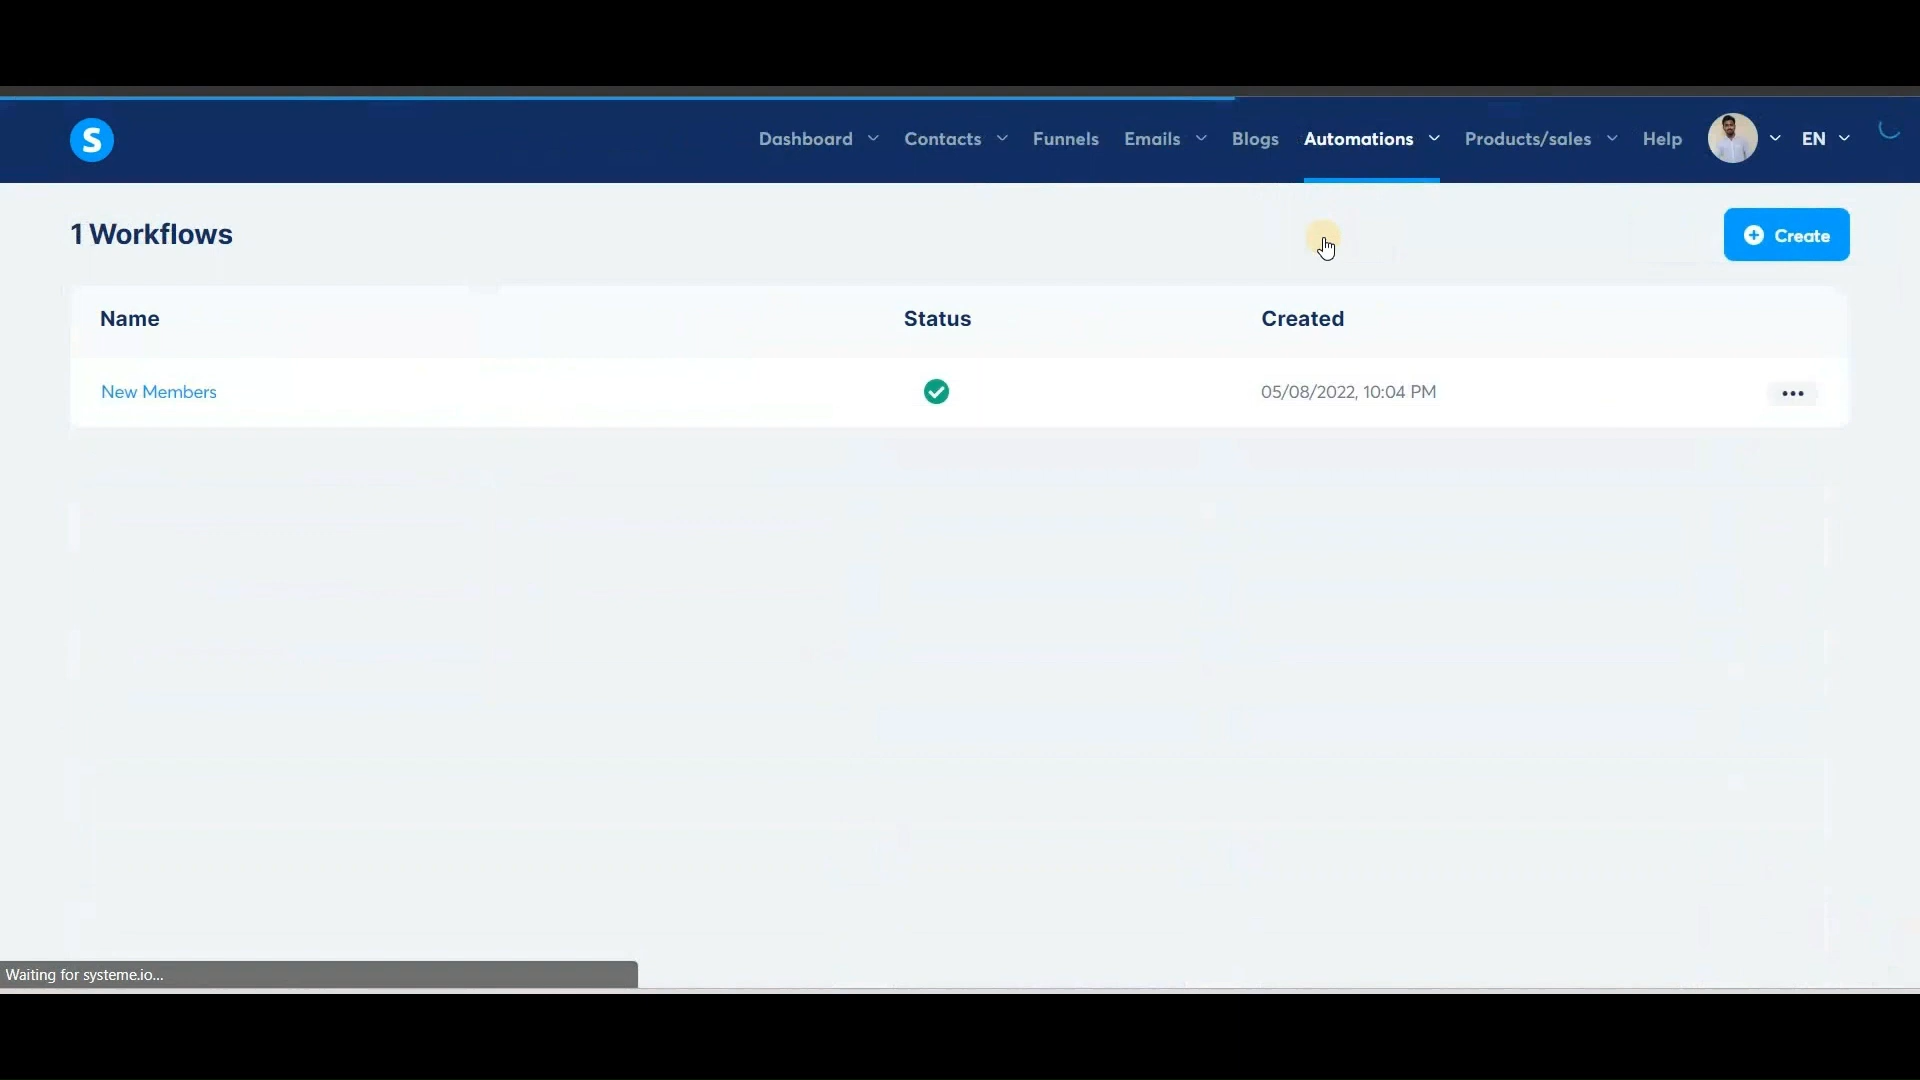 S
Dashboard Contacts Funnels Emails Blogs Automations Products/sales Help EN
1 Workflows
Create
Name Status Created
New Members 05/08/2022, 10:04 PM
Waiting for systeme.io...